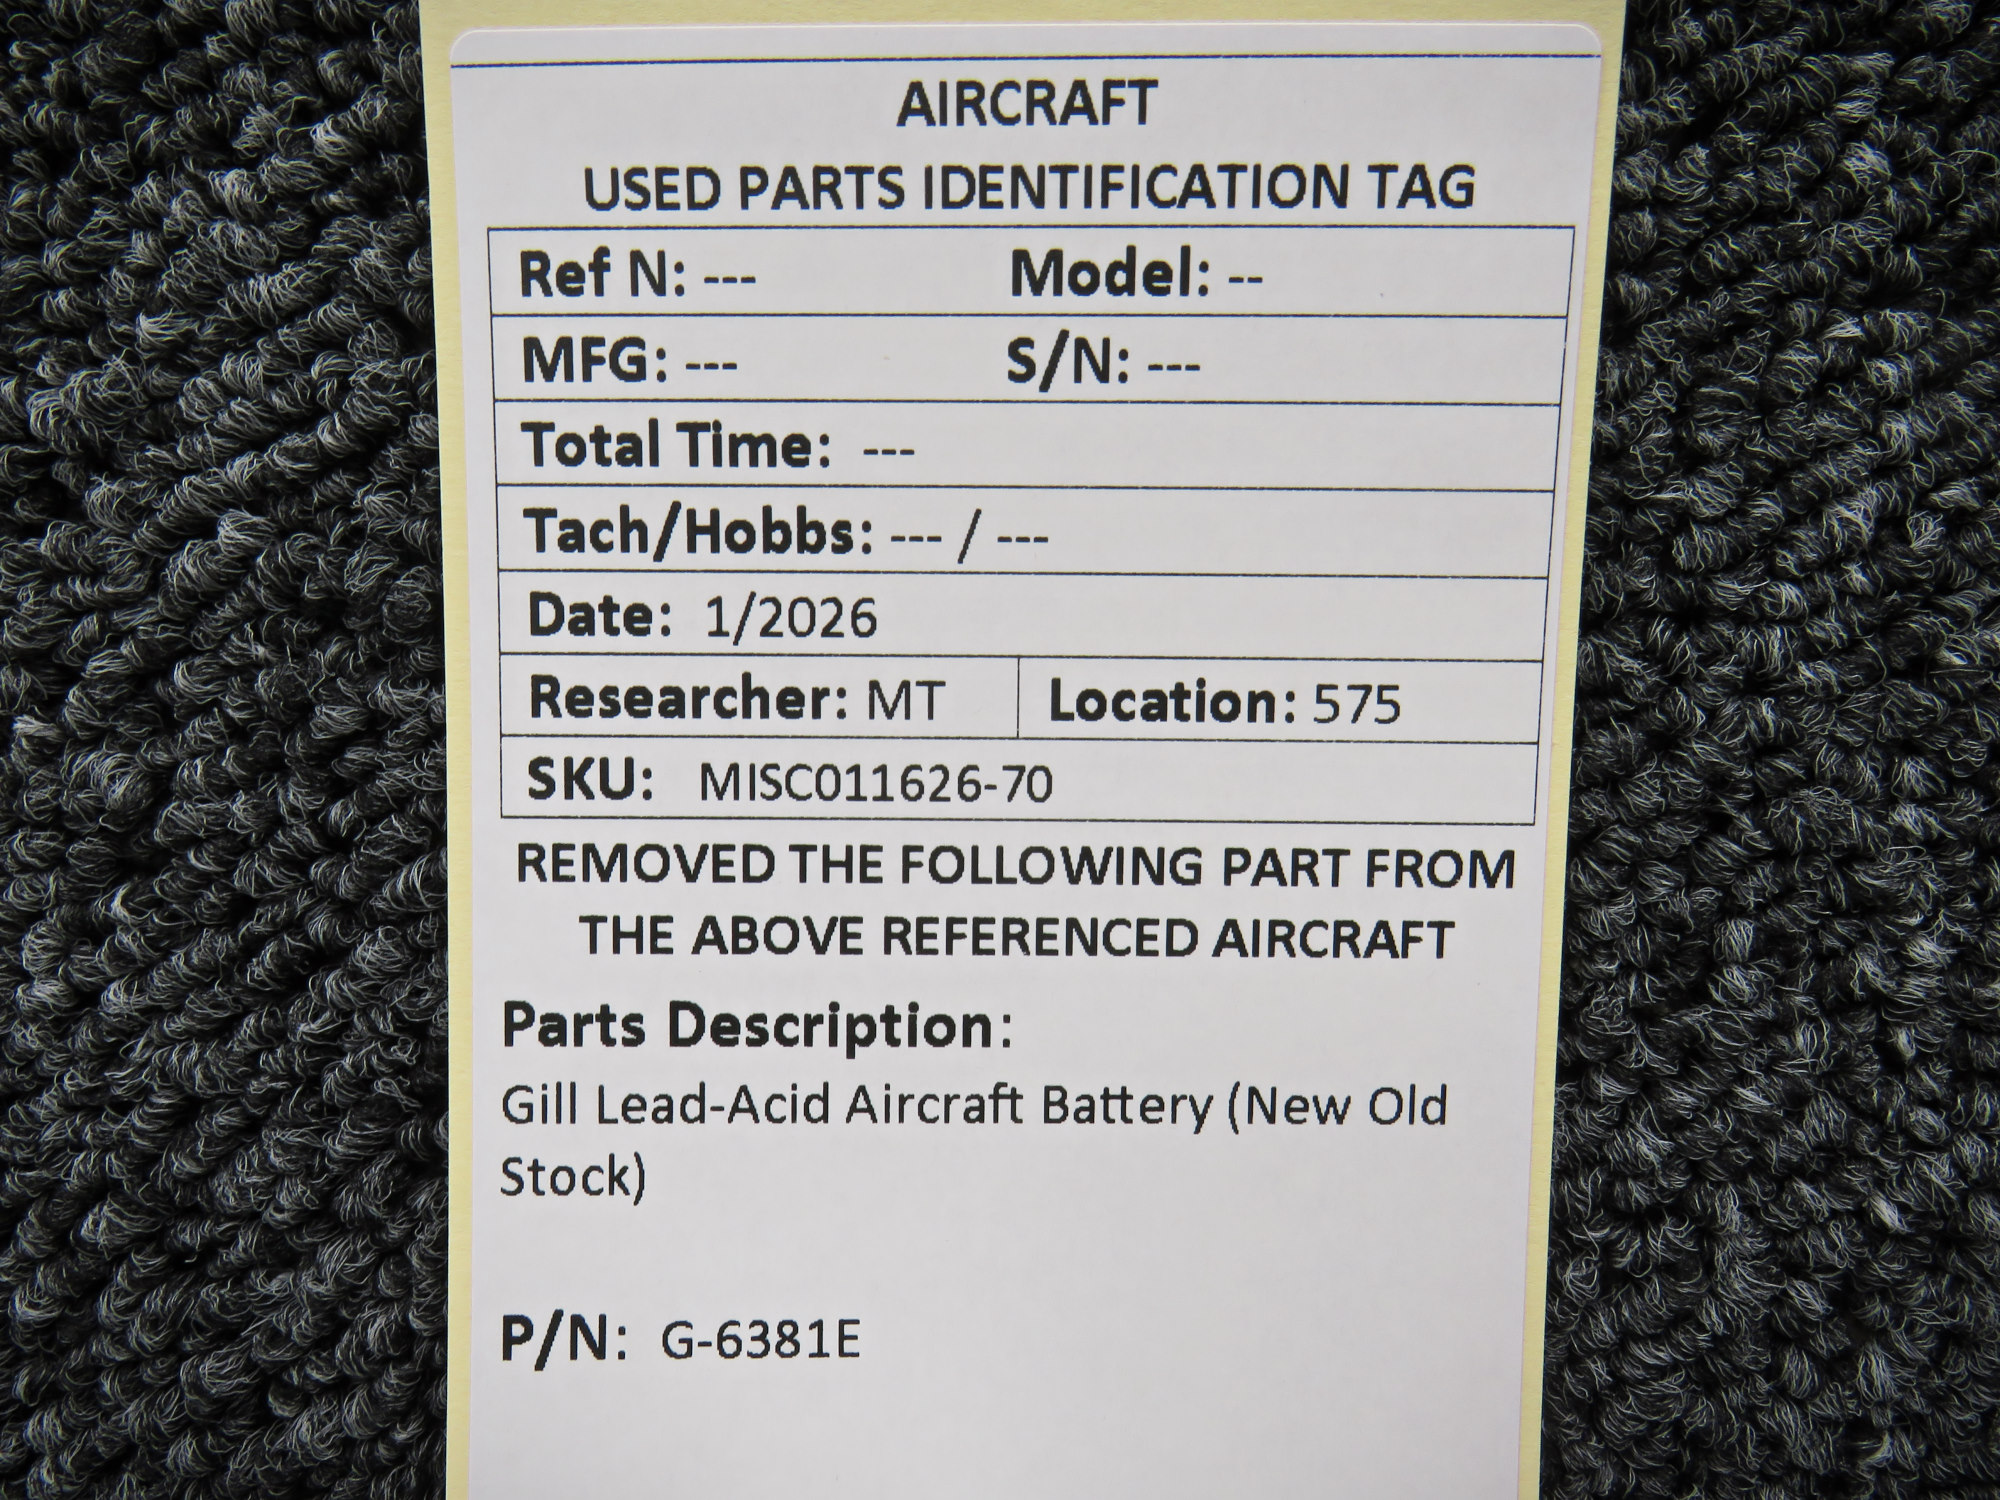 AIRCRAFT
USED PARTS IDENTIFICATION TAG
Ref N: --- Model: --
MFG: --- S/N: ---
Total Time: ---
Tach/Hobbs: --- / ---
Date: 1/2026
Researcher: MT Location: 575
SKU: MISC011626-70
REMOVED THE FOLLOWING PART FROM
THE ABOVE REFERENCED AIRCRAFT
Parts Description:
Gill Lead-Acid Aircraft Battery (New Old
Stock)
P/N: G-6381E